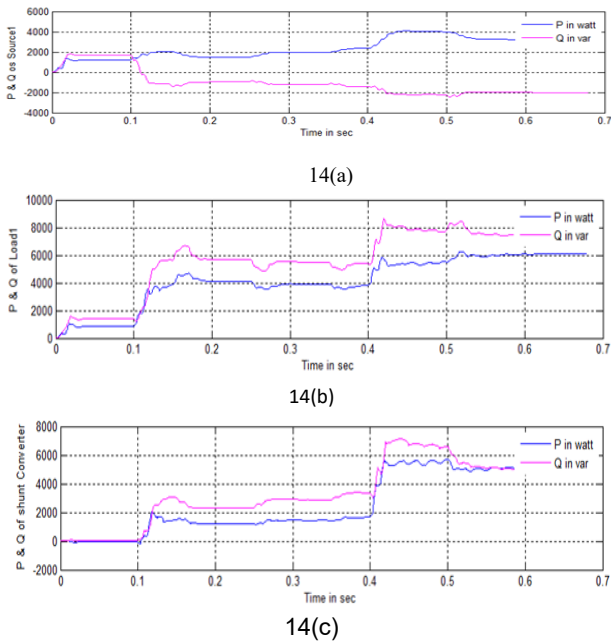 P & Q os Source1
6000
4000
2000
0
-2000
-4000
P in watt
Q in var
0 0.1 0.2 0.3 0.4 0.5 0.6 0.7
Time in sec
14(a)
P & Q of Load1
10000
8000
6000
4000
2000
0
P in watt
Q in var
0 0.1 0.2 0.3 0.4 0.5 0.6 0.7
Time in sec
14(b)
P & Q of shunt Converter
8000
6000
4000
2000
0
-2000
P in watt
Q in var
0 0.1 0.2 0.3 0.4 0.5 0.6 0.7
Time in sec
14(c)